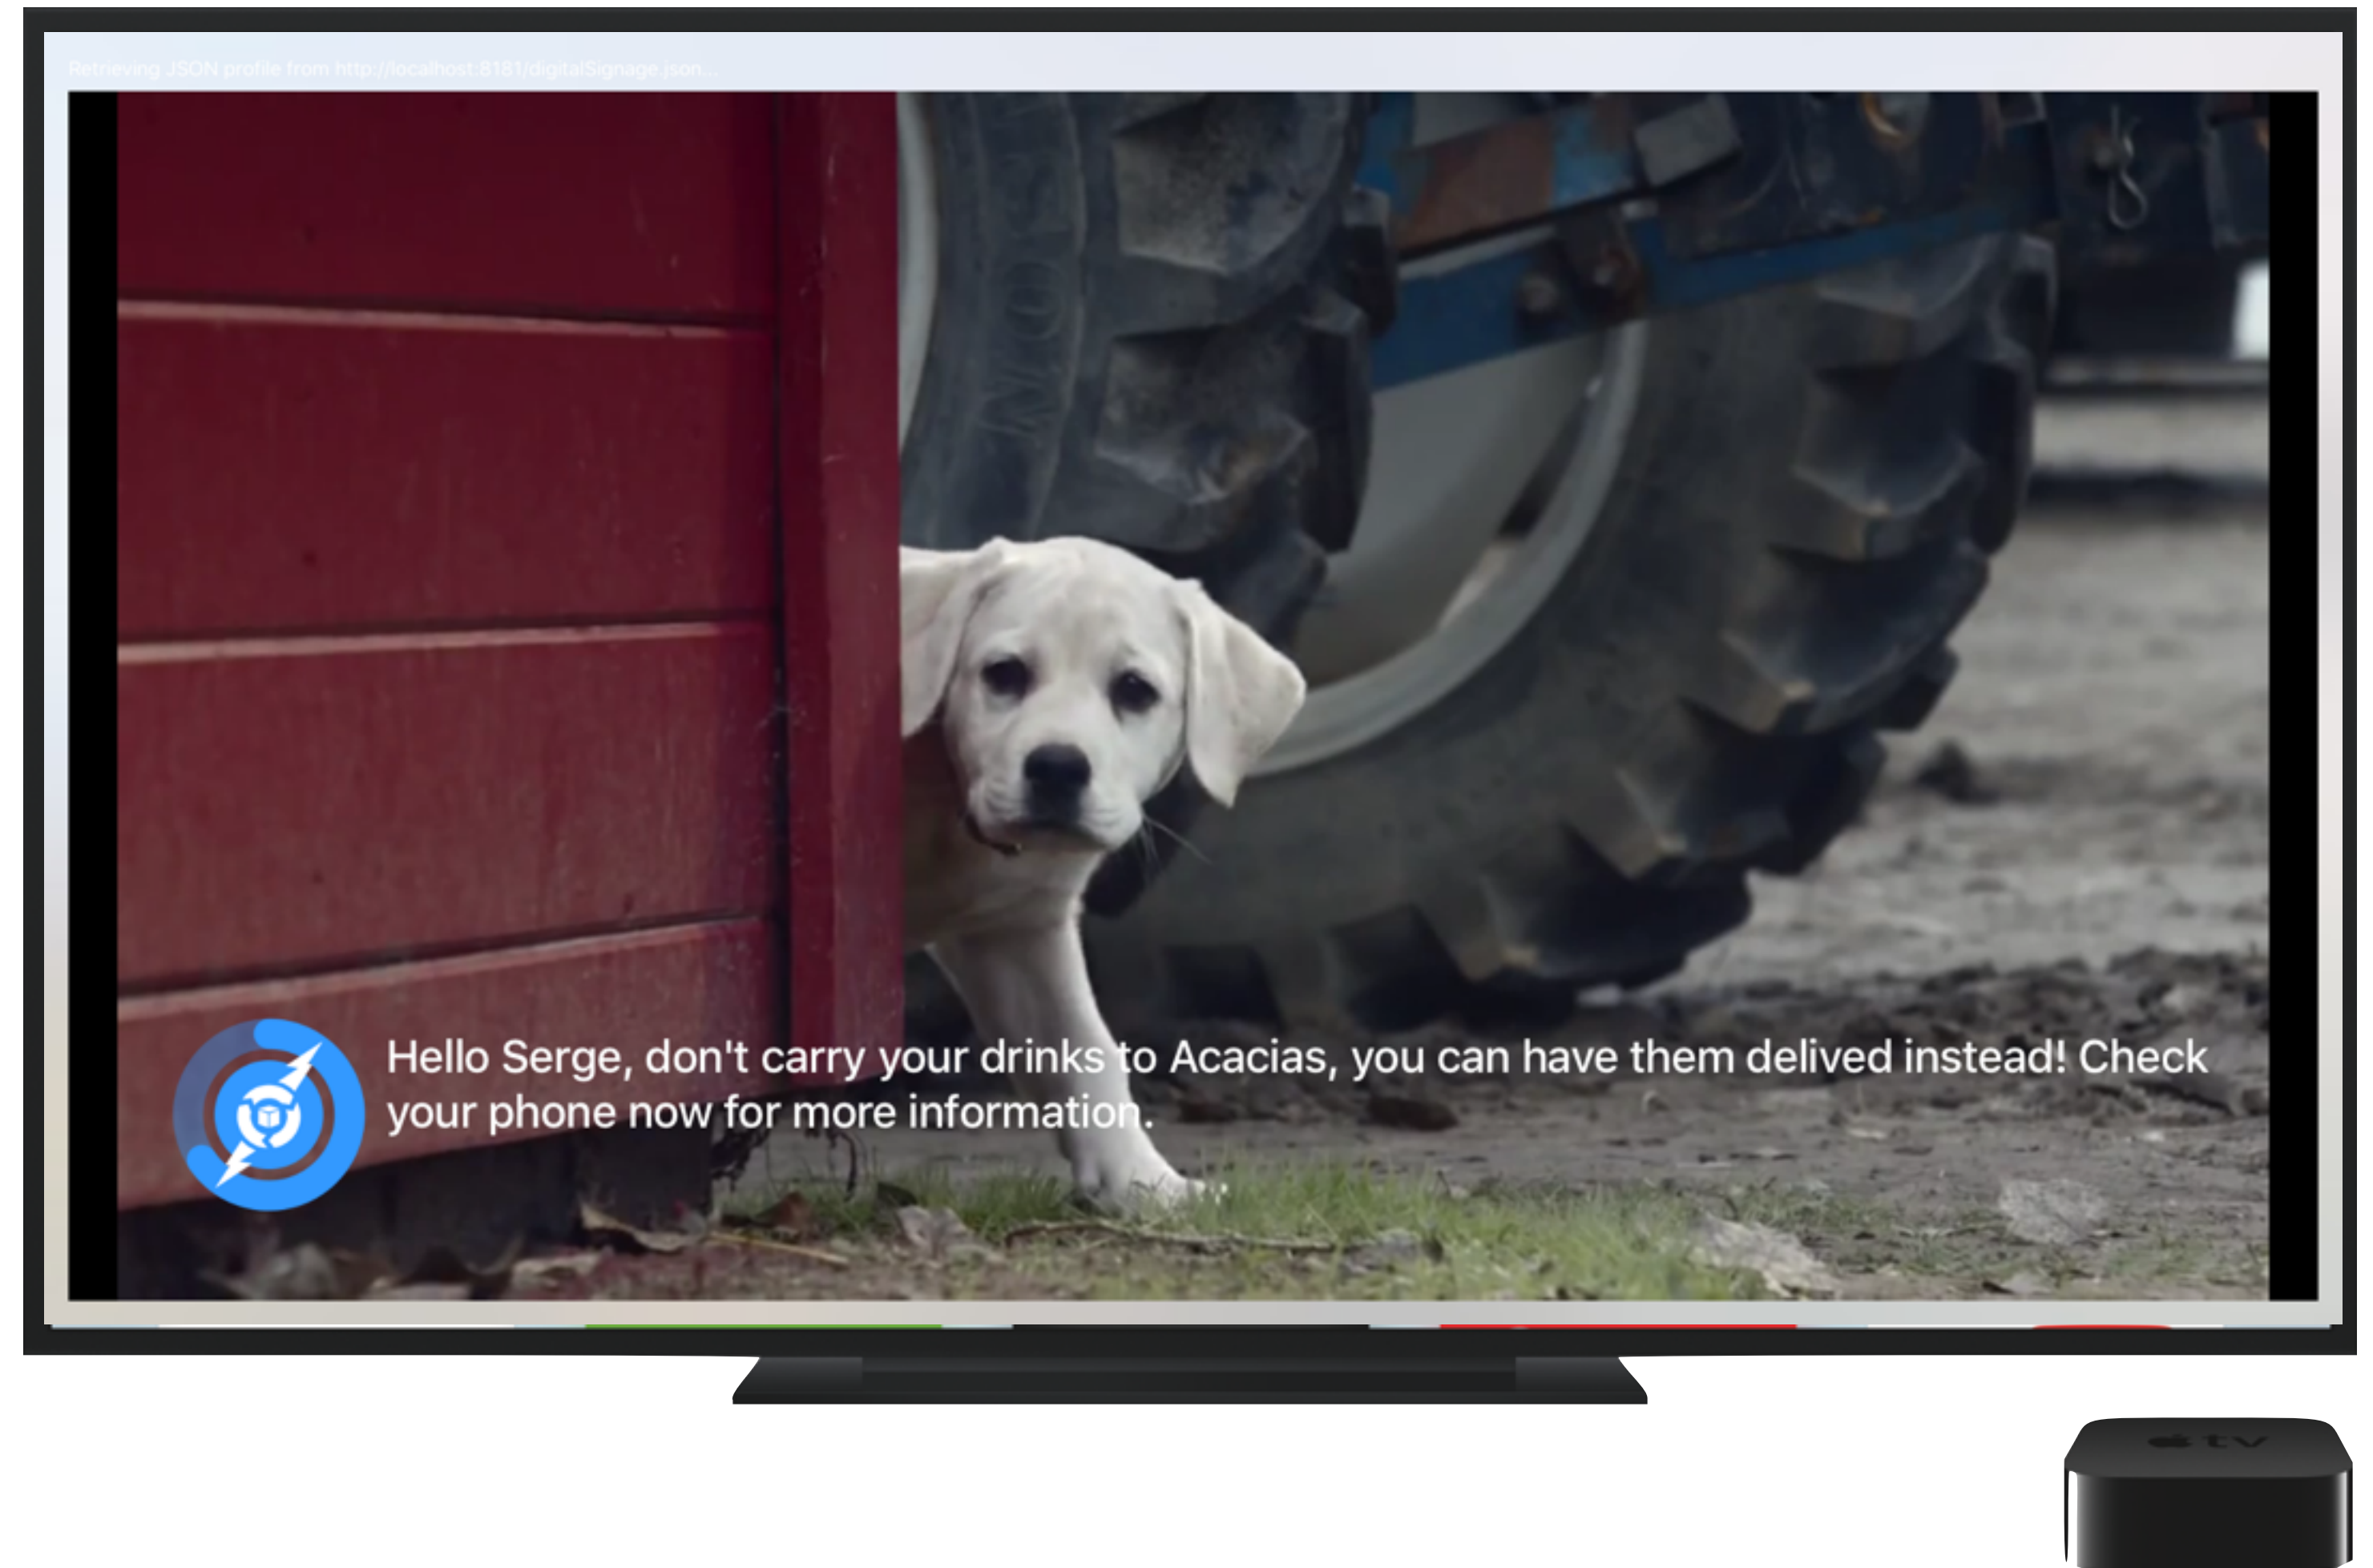 Retrieving JSON profile from http://localhost:8181/digitalSignage.json...
Hello Serge, don't carry your drinks to Acacias, you can have them delived instead! Check
your phone now for more information.
tv